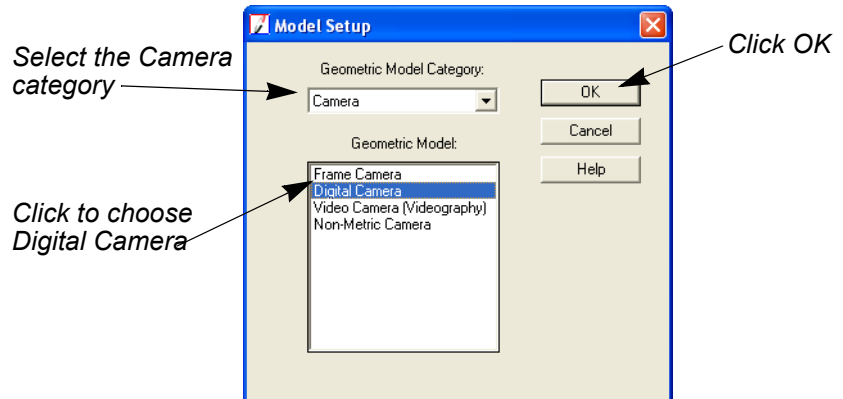 Model Setup
Select the Camera
category
Click OK
Geometric Model Category:
Camera
OK
Cancel
Help
Geometric Model:
Frame Camera
Digital Camera
Video Camera (Videography)
Non-Metric Camera
Click to choose
Digital Camera